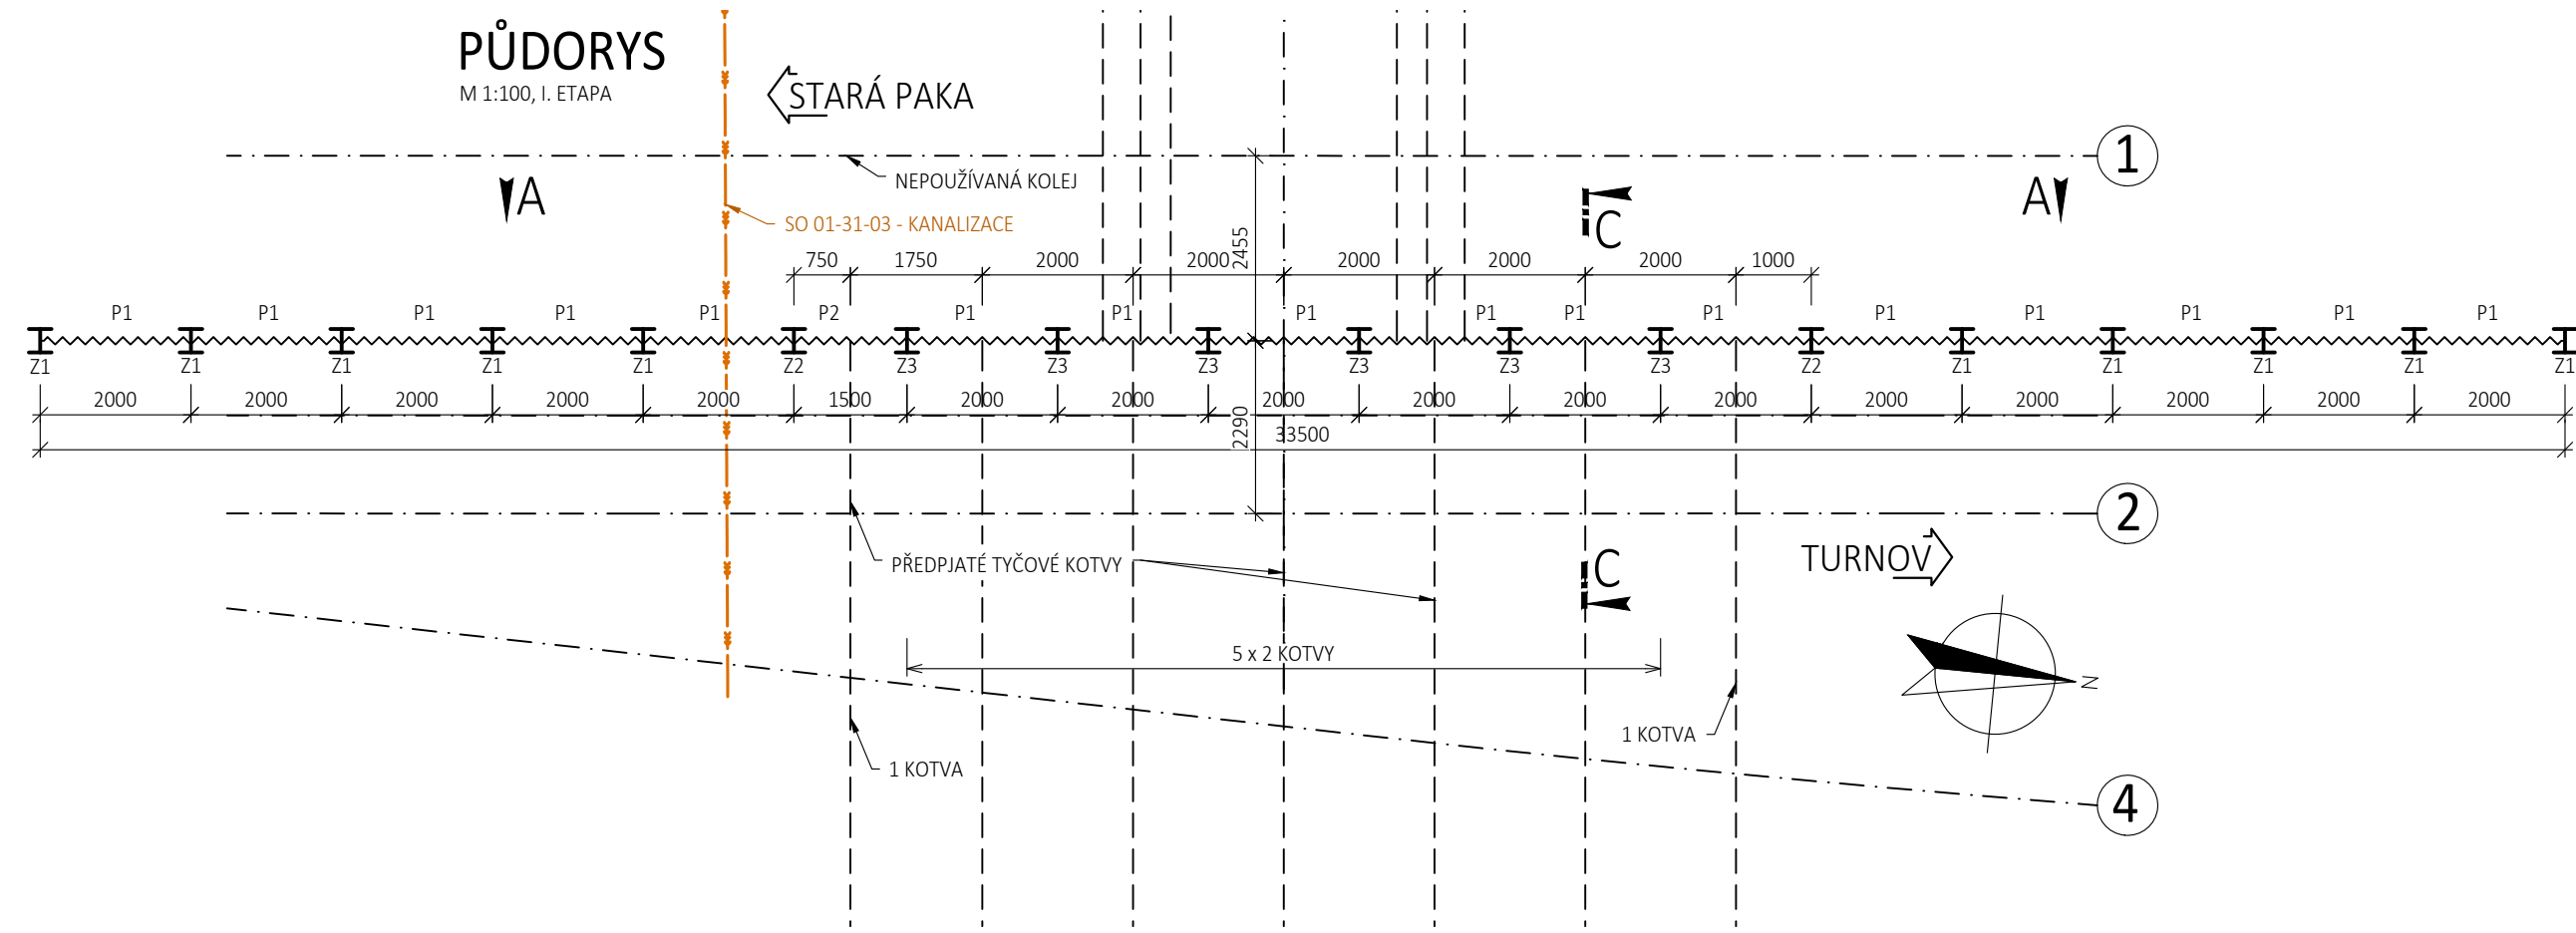 PŮDORYS
M 1:100, I. ETAPA
STARÁ PAKA
1
NEPOUŽÍVANÁ KOLEJ
A
A
SO 01-31-03 - KANALIZACE
C
2455
750 1750 2000 2000 2000 2000 2000 1000
P1 P1 P1 P1 P1 P2 P1 P1 P1 P1 P1 P1 P1 P1 P1 P1 P1
Z1 Z1 Z1 Z1 Z1 Z2 Z3 Z3 Z3 Z3 Z3 Z3 Z2 Z1 Z1 Z1 Z1 Z1
2000 2000 2000 2000 2000 1500 2000 2000 2000 2000 2000 2000 2000 2000 2000 2000 2000
2290
33500
2
PŘEDPJATÉ TYČOVÉ KOTVY
C
TURNOV
5 x 2 KOTVY
N
1 KOTVA
1 KOTVA
4